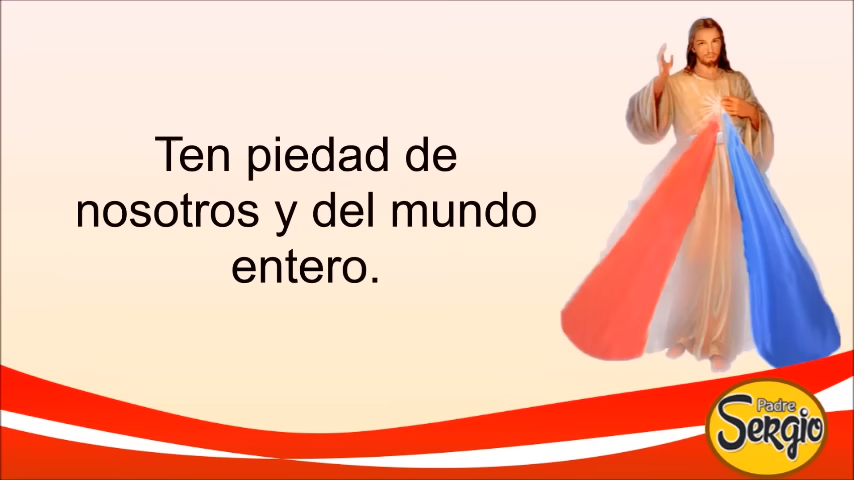 Ten piedad de
nosotros y del mundo
entero.
Padre
Sergio